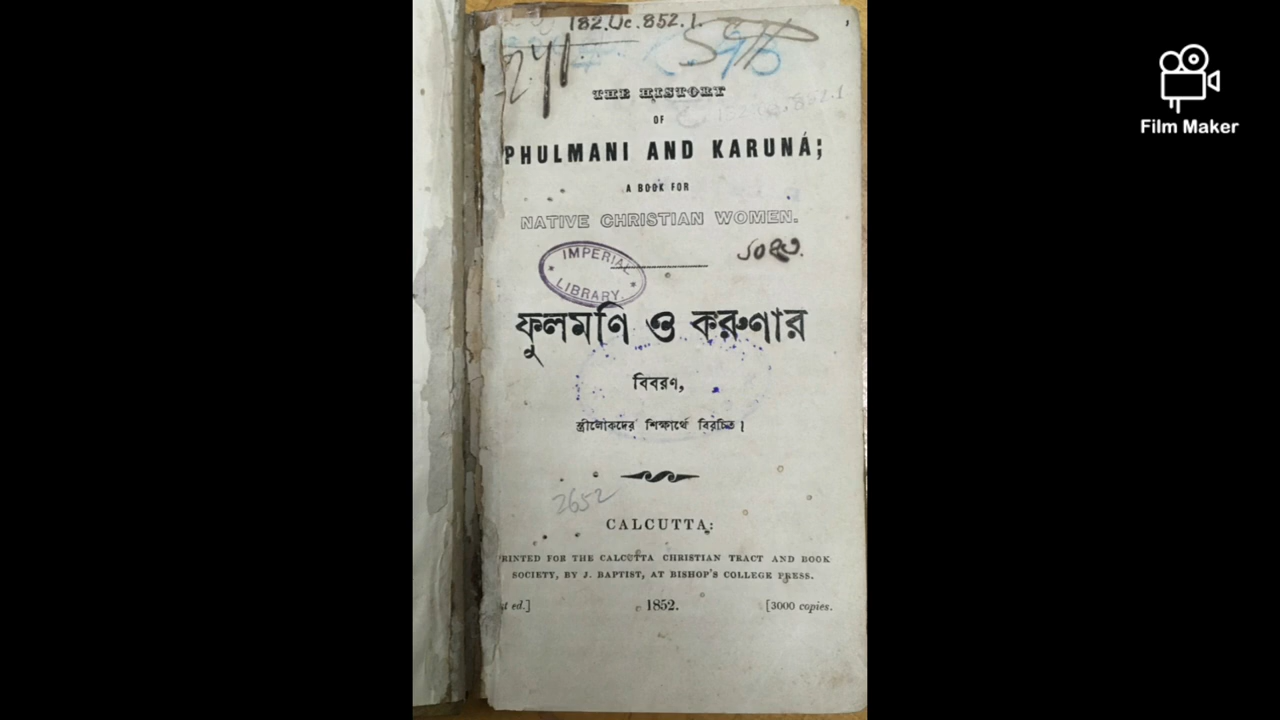 182.Uc.852.1.
THE HISTORY
OF
PHULMANI AND KARUNÁ;
A BOOK FOR
NATIVE CHRISTIAN WOMEN.
IMPERIAL
LIBRARY.
ফুলমণি ও করুণার
বিবরণ,
স্ত্রীলোকদের শিক্ষার্থে বিরচিত।
2652
CALCUTTA:
RINTED FOR THE CALCUTTA CHRISTIAN TRACT AND BOOK
SOCIETY, BY J. BAPTIST, AT BISHOP'S COLLEGE PRESS.
t ed.] 1852. [3000 copies.
Film Maker